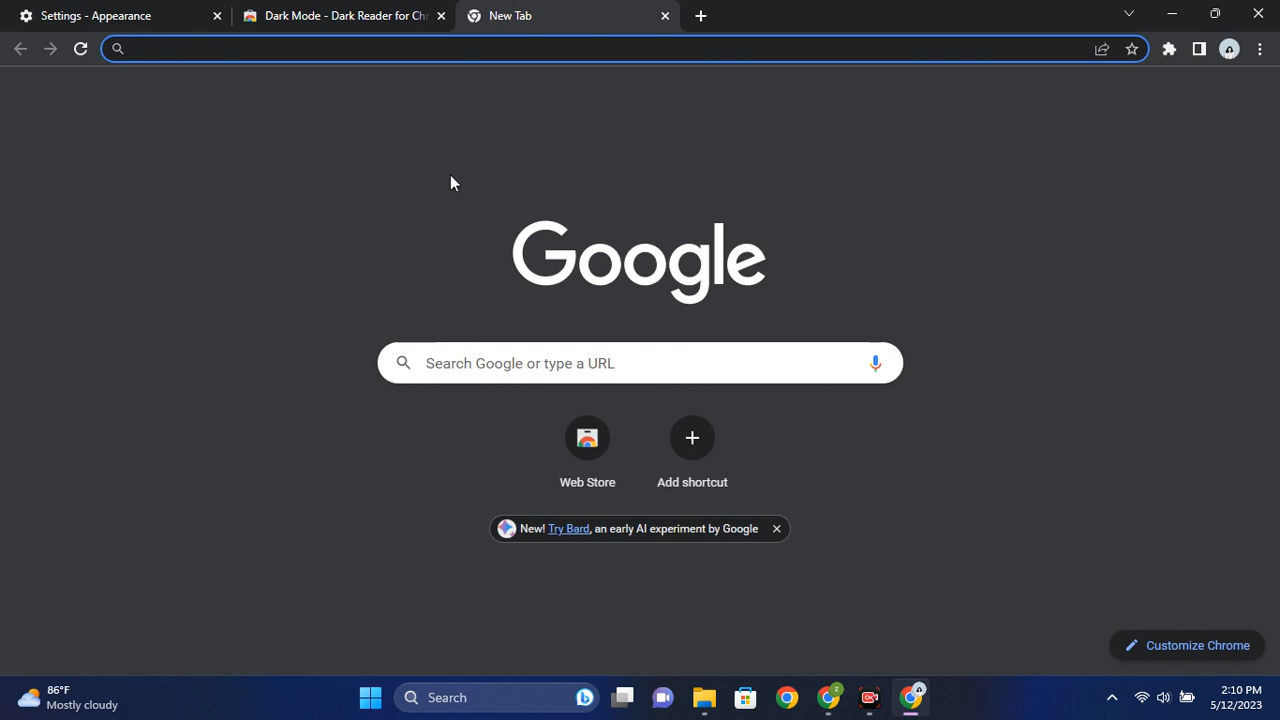 Settings - Appearance
Dark Mode - Dark Reader for Chr
New Tab
Google
Search Google or type a URL
Web Store
Add shortcut
New! Try Bard, an early AI experiment by Google
Customize Chrome
86°F
Mostly cloudy
Search
2:10 PM
5/12/2023